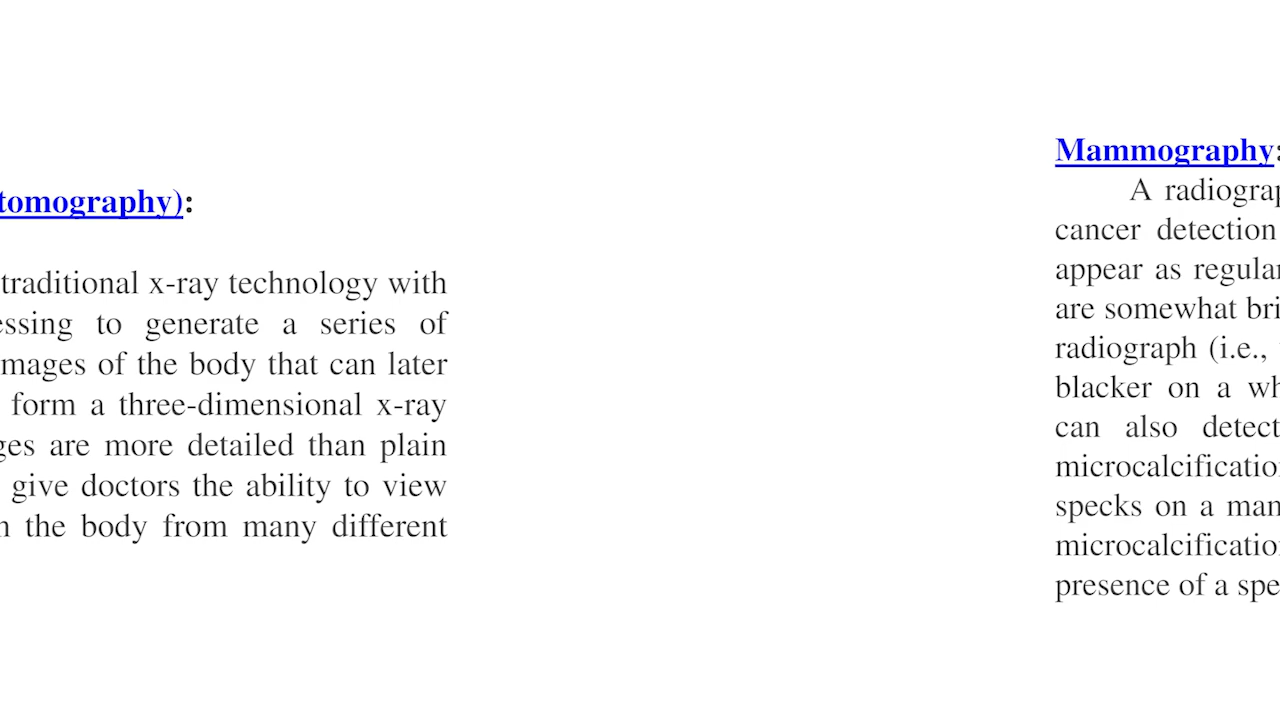 tomography):
traditional x-ray technology with
essing to generate a series of
mages of the body that can later
form a three-dimensional x-ray
ges are more detailed than plain
give doctors the ability to view
the body from many different
Mammography:
A radiograp
cancer detection
appear as regular
are somewhat bri
radiograph (i.e.,
blacker on a wh
can also detect
microcalcificatio
specks on a mam
microcalcificatio
presence of a spe